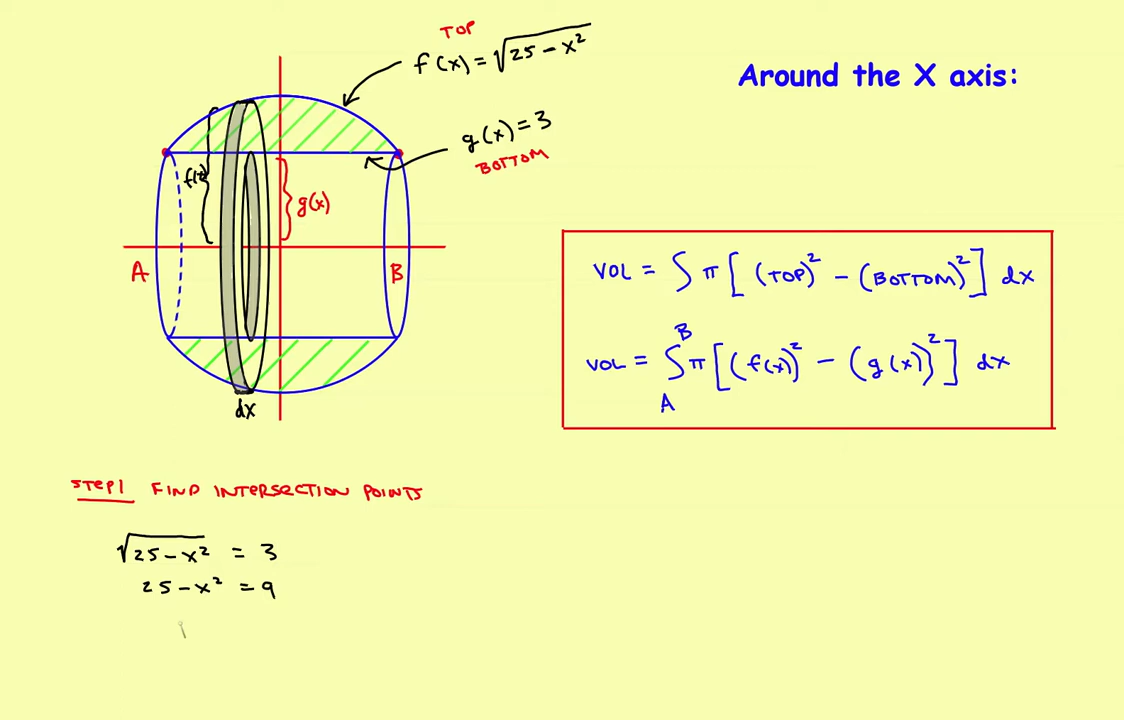 TOP
f(x) = √25 - x²
Around the X axis:
g(x) = 3
BOTTOM
f(x)
g(x)
A
B
VOL = ∫ π [ (TOP)² - (BOTTOM)² ] dx
VOL = ∫ B A π [ (f(x))² - (g(x))² ] dx
dx
STEP 1 FIND INTERSECTION POINTS
√25 - x² = 3
25 - x² = 9